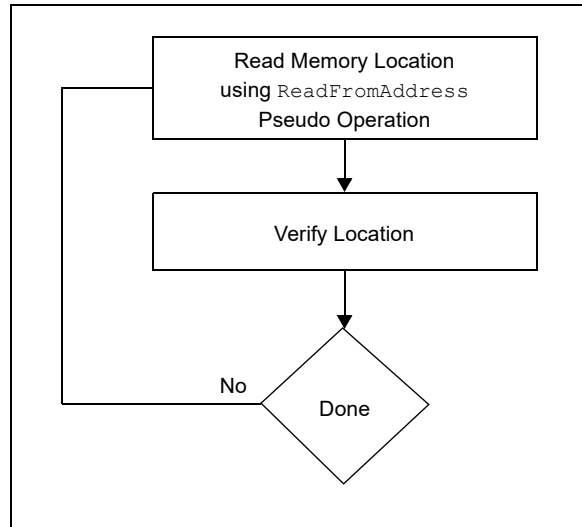 Read Memory Location
using ReadFromAddress
Pseudo Operation
Verify Location
No
Done